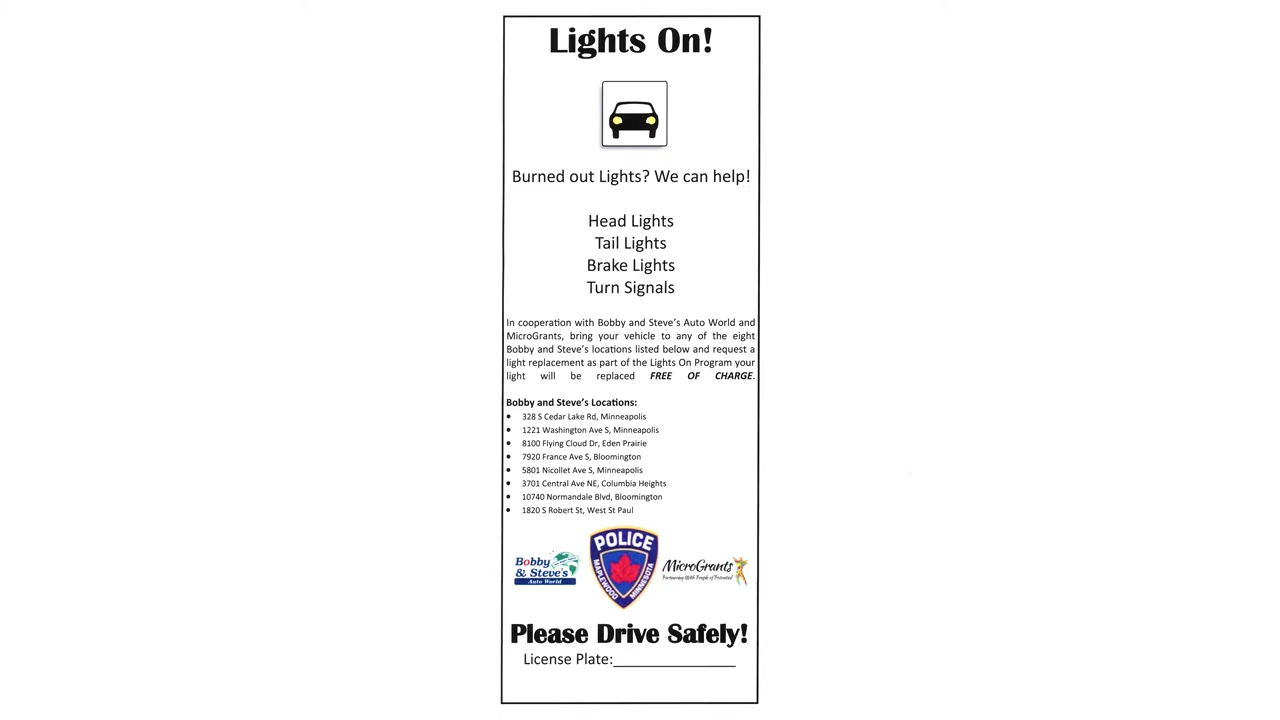 Lights On!
Burned out Lights? We can help!
Head Lights
Tail Lights
Brake Lights
Turn Signals
In cooperation with Bobby and Steve's Auto World and
MicroGrants, bring your vehicle to any of the eight
Bobby and Steve's locations listed below and request a
light replacement as part of the Lights On Program your
light will be replaced FREE OF CHARGE.
Bobby and Steve's Locations:
• 328 S Cedar Lake Rd, Minneapolis
• 1221 Washington Ave S, Minneapolis
• 8100 Flying Cloud Dr, Eden Prairie
• 7920 France Ave S, Bloomington
• 5801 Nicollet Ave S, Minneapolis
• 3701 Central Ave NE, Columbia Heights
• 10740 Normandale Blvd, Bloomington
• 1820 S Robert St, West St Paul
Bobby
& Steve's
Auto World
POLICE
MAPLEWOOD
MINNESOTA
MicroGrants
Partnering With People of Potential
Please Drive Safely!
License Plate:_______________